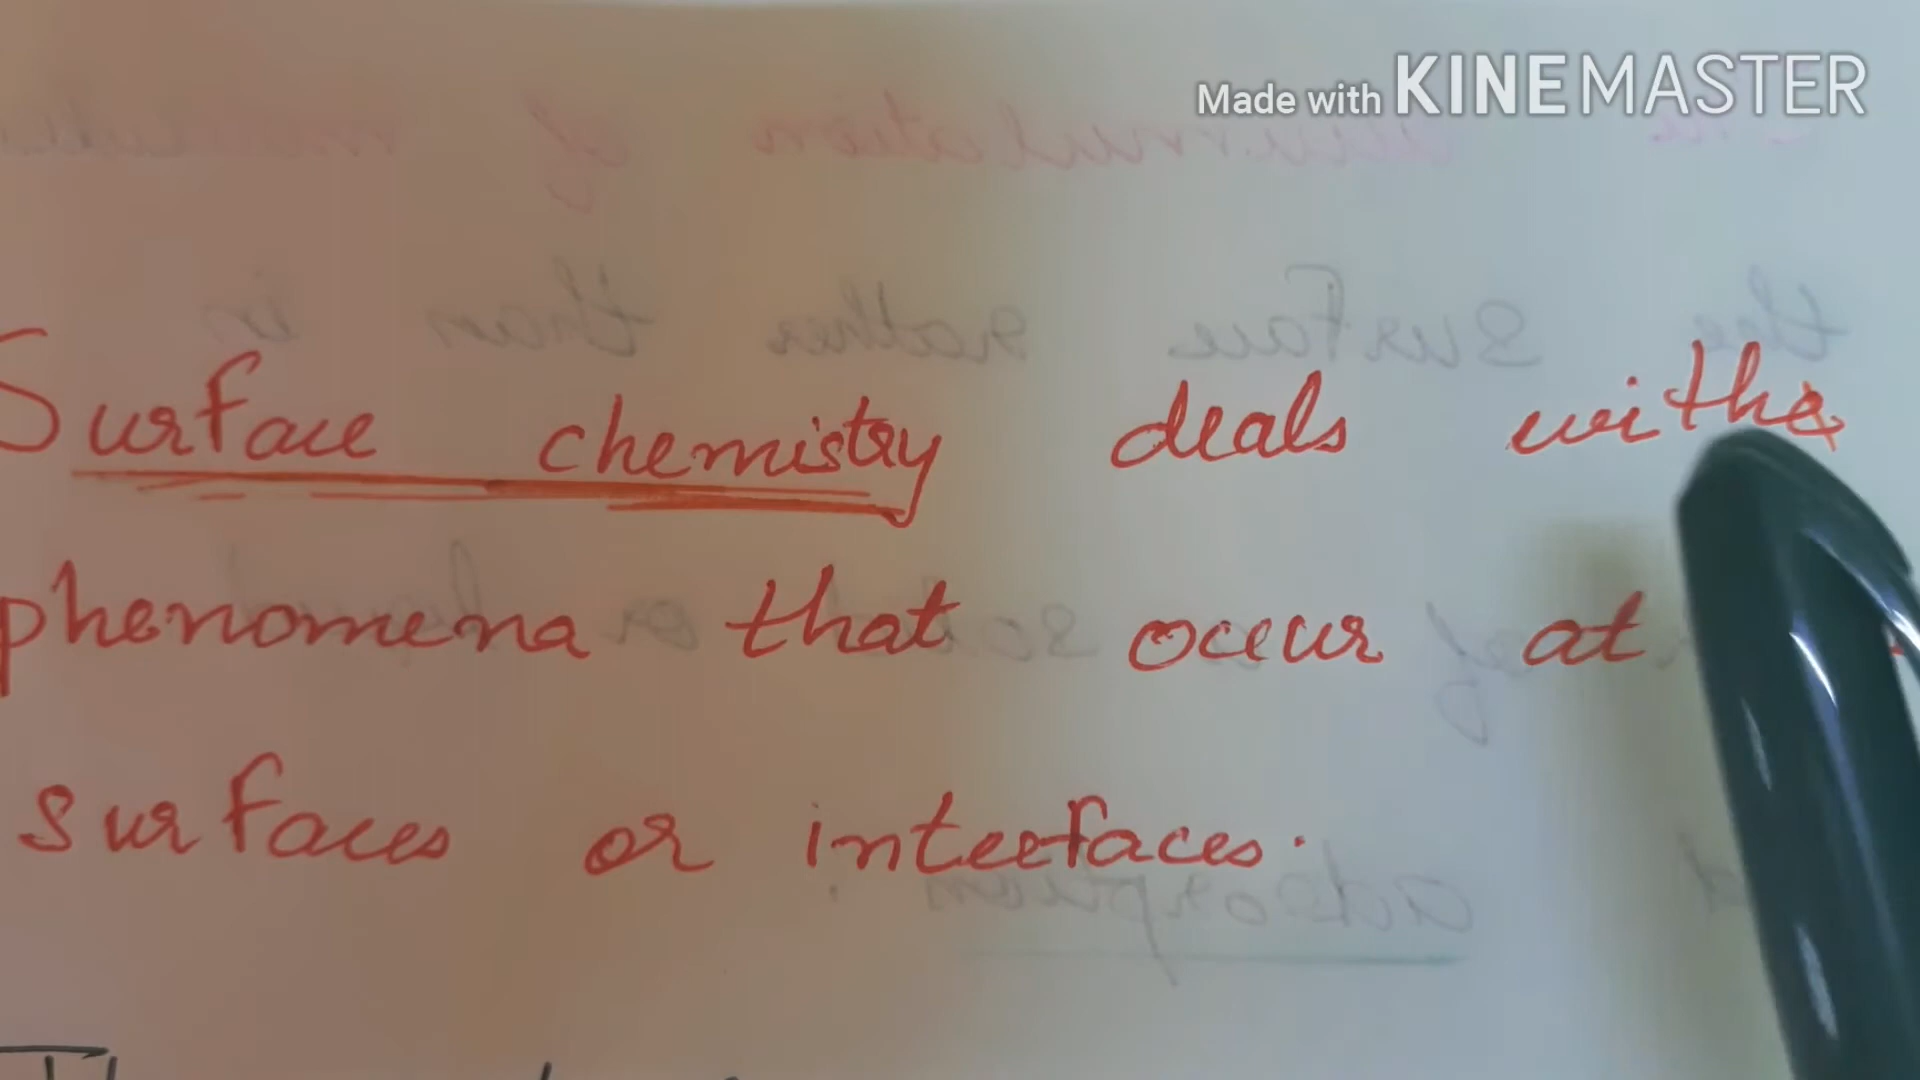 Made with KINEMASTER
Surface chemistry deals with
phenomena that occur at
surfaces or interfaces.